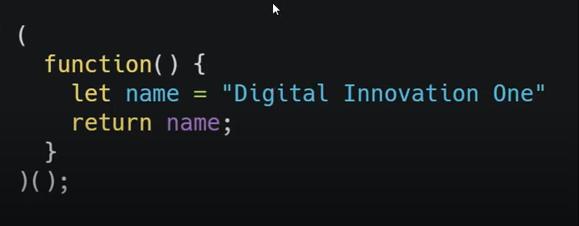 (
  function() {
    let name = "Digital Innovation One"
    return name;
  }
)();